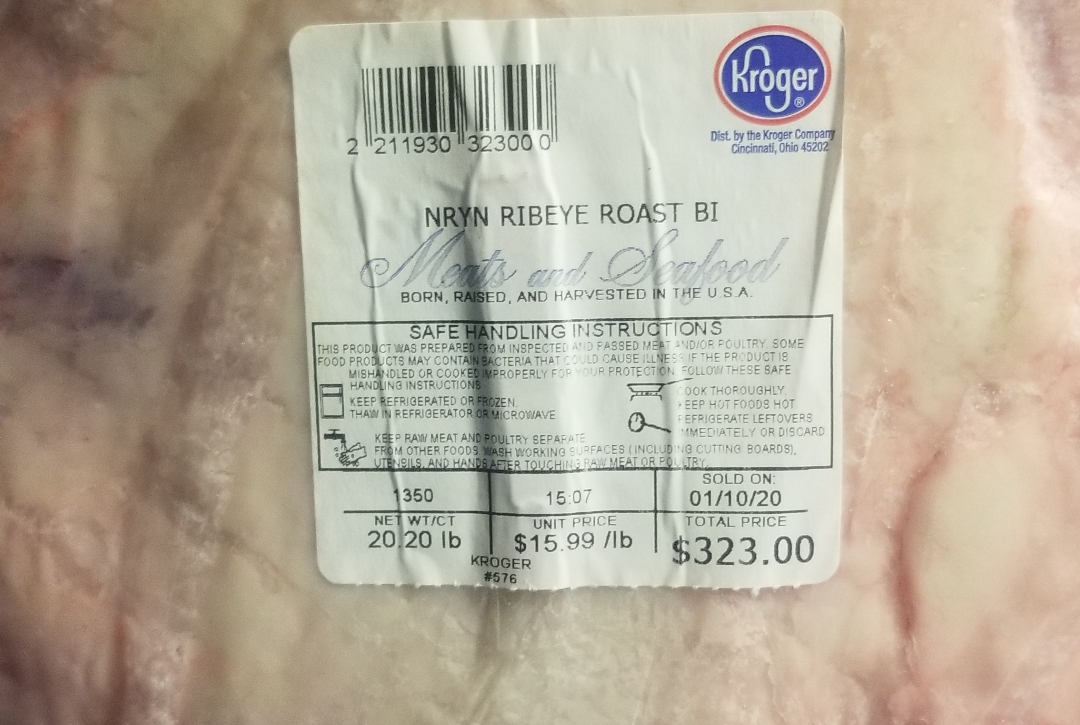 Kroger®
Dist. by the Kroger Company
Cincinnati, Ohio 45202
2 211930 32300 0
NRYN RIBEYE ROAST BI
Meats and Seafood
BORN, RAISED, AND HARVESTED IN THE U.S.A.
SAFE HANDLING INSTRUCTIONS
THIS PRODUCT WAS PREPARED FROM INSPECTED AND PASSED MEAT AND/OR POULTRY. SOME
FOOD PRODUCTS MAY CONTAIN BACTERIA THAT COULD CAUSE ILLNESS IF THE PRODUCT IS
MISHANDLED OR COOKED IMPROPERLY FOR YOUR PROTECTION, FOLLOW THESE SAFE
HANDLING INSTRUCTIONS
KEEP REFRIGERATED OR FROZEN.
THAW IN REFRIGERATOR OR MICROWAVE
KEEP RAW MEAT AND POULTRY SEPARATE
FROM OTHER FOODS. WASH WORKING SURFACES (INCLUDING CUTTING BOARDS),
UTENSILS, AND HANDS AFTER TOUCHING RAW MEAT OR POULTRY.
COOK THOROUGHLY.
KEEP HOT FOODS HOT
REFRIGERATE LEFTOVERS
IMMEDIATELY OR DISCARD
1350
15:07
SOLD ON:
01/10/20
NET WT/CT
20.20 lb
UNIT PRICE
$15.99 /lb
TOTAL PRICE
$323.00
KROGER
#576